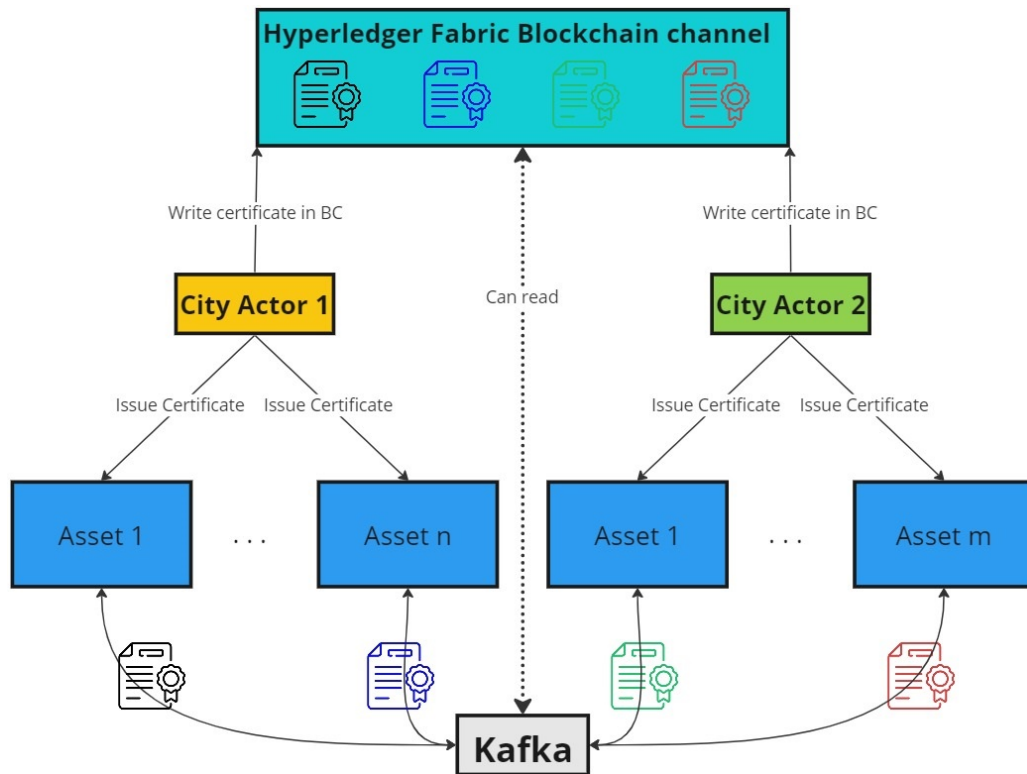 Hyperledger Fabric Blockchain channel
Write certificate in BC
Write certificate in BC
City Actor 1
Can read
City Actor 2
Issue Certificate
Issue Certificate
Issue Certificate
Issue Certificate
Asset 1
. . .
Asset n
Asset 1
. . .
Asset m
Kafka